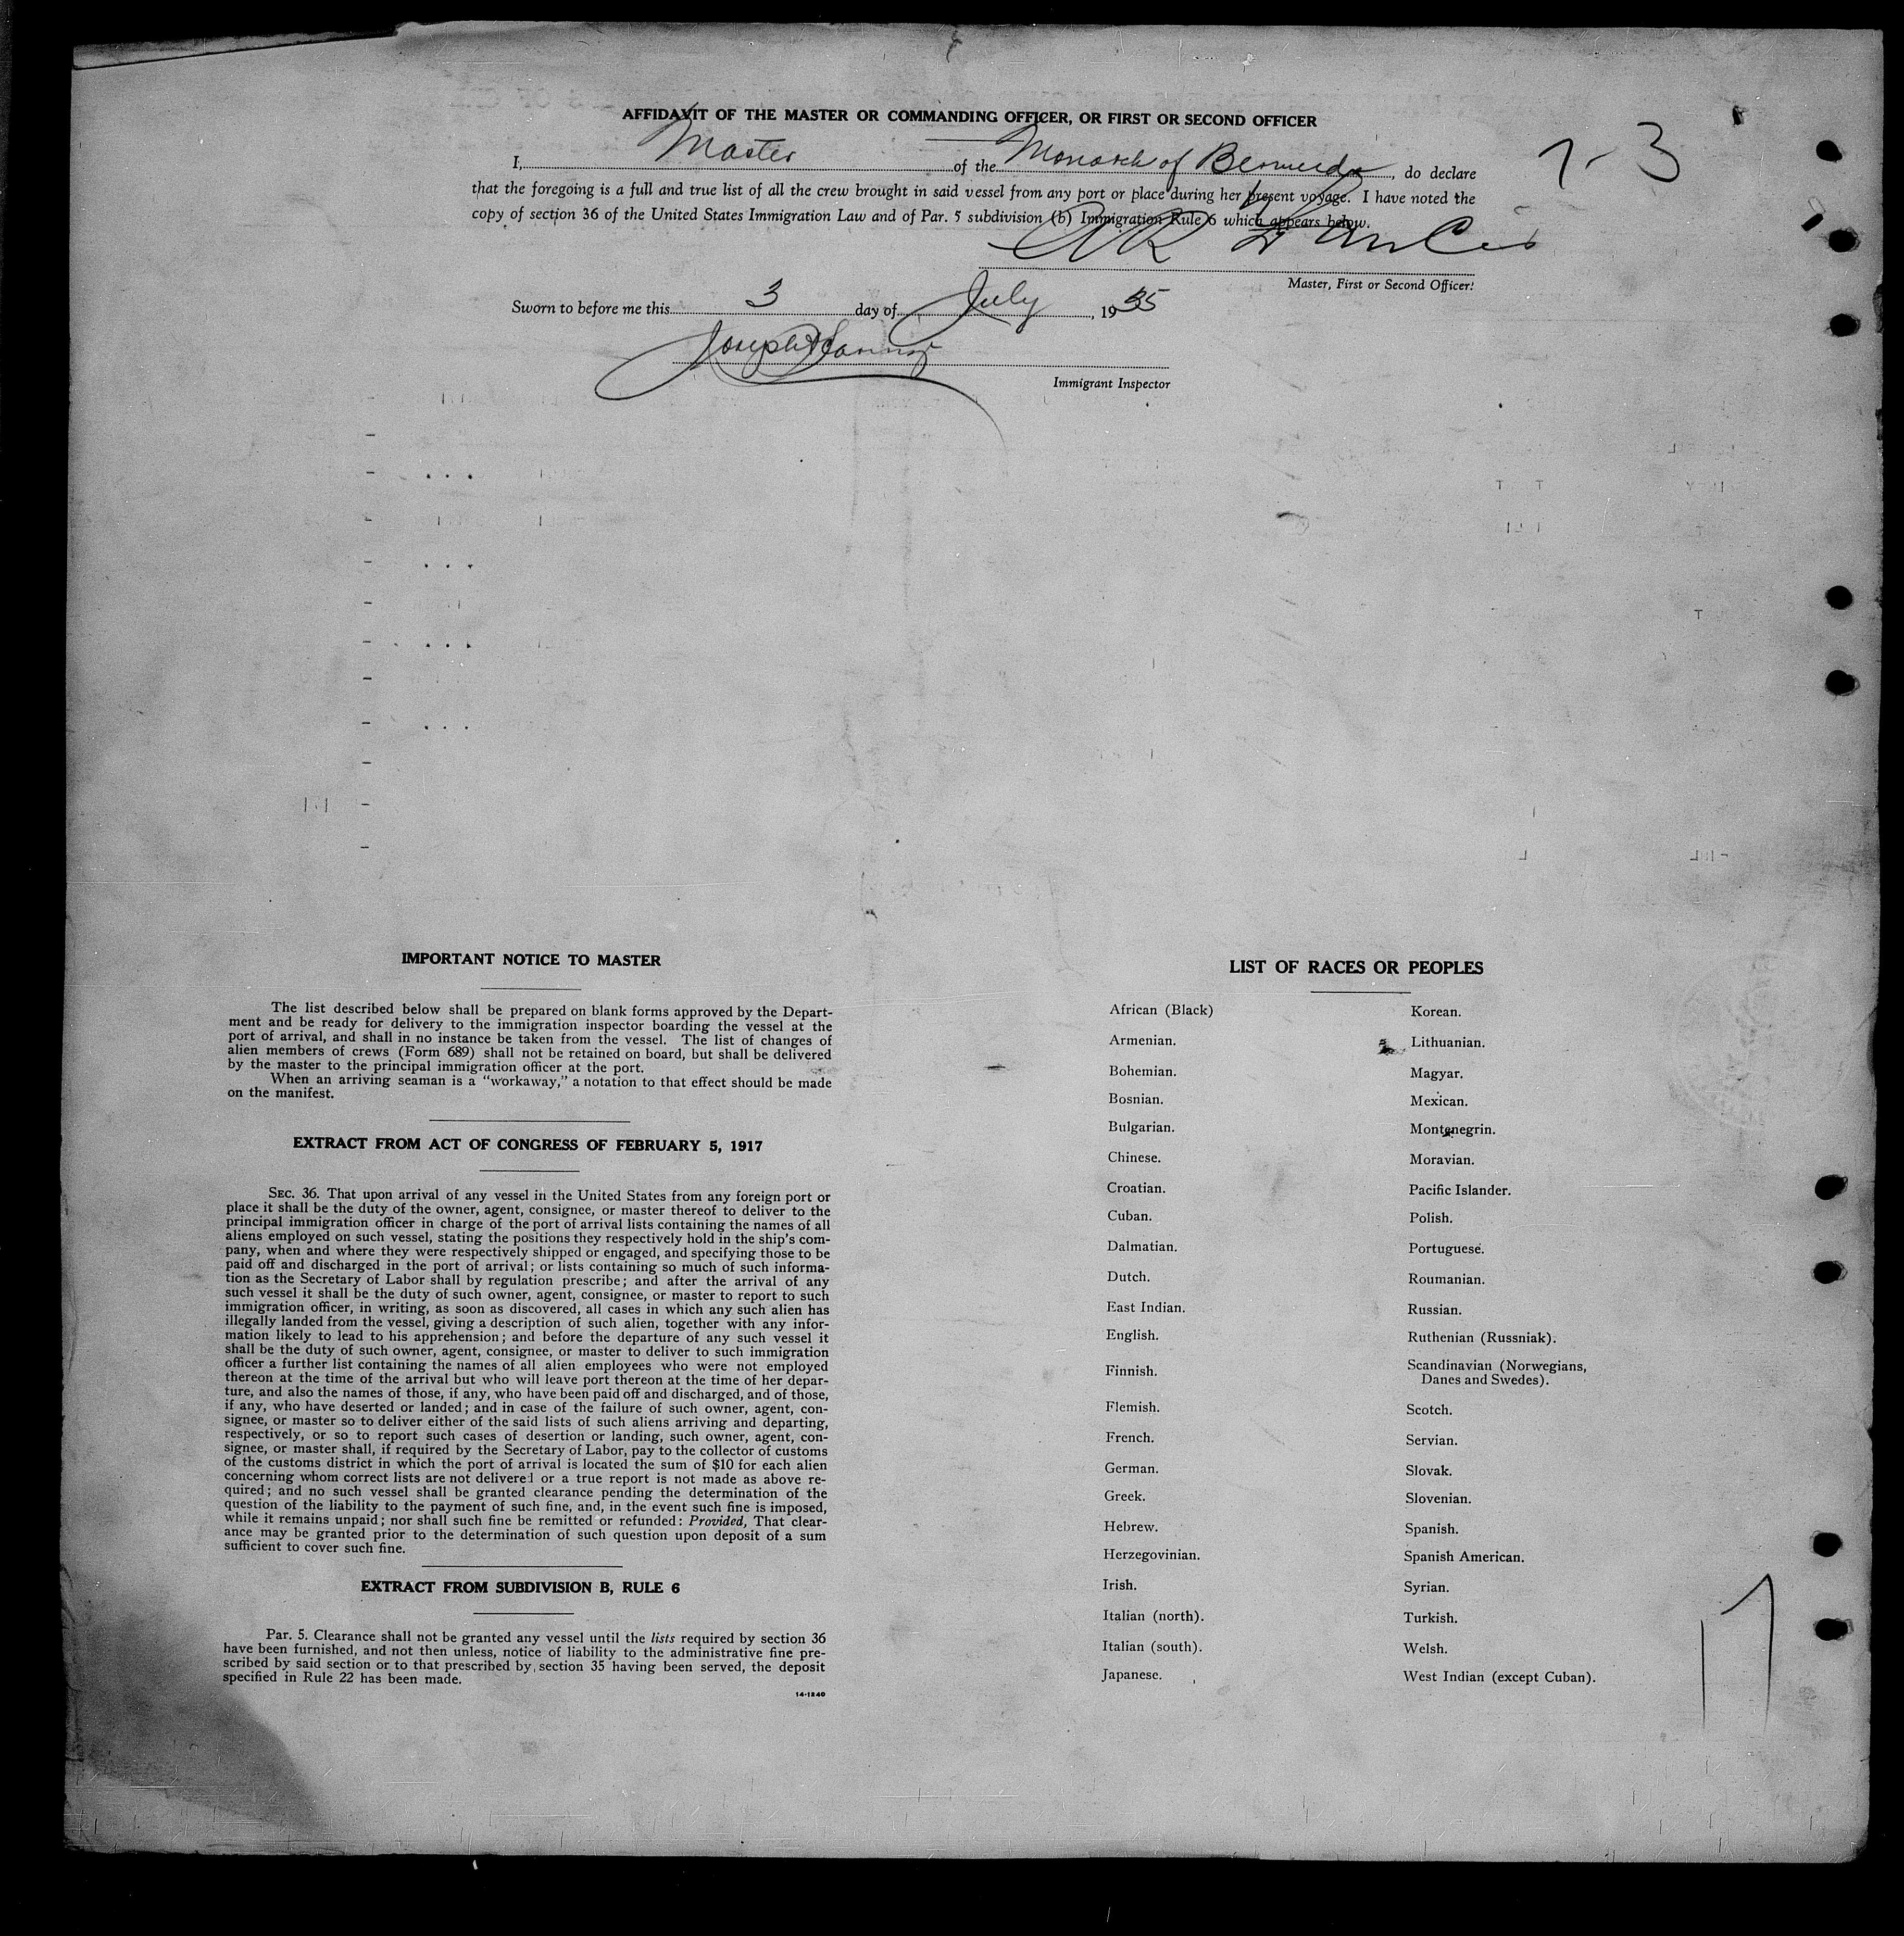 AFFIDAVIT OF THE MASTER OR COMMANDING OFFICER, OR FIRST OR SECOND OFFICER
7-3
I, Master of the Monarch of Bermuda, do declare
that the foregoing is a full and true list of all the crew brought in said vessel from any port or place during her present voyage. I have noted the
copy of section 36 of the United States Immigration Law and of Par. 5 subdivision (b) Immigration Rule 6 which appears below.
Master, First or Second Officer.
Sworn to before me this 3 day of July, 1935
Joseph
Immigrant Inspector
IMPORTANT NOTICE TO MASTER
The list described below shall be prepared on blank forms approved by the Depart-
ment and be ready for delivery to the immigration inspector boarding the vessel at the
port of arrival, and shall in no instance be taken from the vessel. The list of changes of
alien members of crews (Form 689) shall not be retained on board, but shall be delivered
by the master to the principal immigration officer at the port.
When an arriving seaman is a "workaway," a notation to that effect should be made
on the manifest.
EXTRACT FROM ACT OF CONGRESS OF FEBRUARY 5, 1917
SEC. 36. That upon arrival of any vessel in the United States from any foreign port or
place it shall be the duty of the owner, agent, consignee, or master thereof to deliver to the
principal immigration officer in charge of the port of arrival lists containing the names of all
aliens employed on such vessel, stating the positions they respectively hold in the ship's com-
pany, when and where they were respectively shipped or engaged, and specifying those to be
paid off and discharged in the port of arrival; or lists containing so much of such informa-
tion as the Secretary of Labor shall by regulation prescribe; and after the arrival of any
such vessel it shall be the duty of such owner, agent, consignee, or master to report to such
immigration officer, in writing, as soon as discovered, all cases in which any such alien has
illegally landed from the vessel, giving a description of such alien, together with any infor-
mation likely to lead to his apprehension; and before the departure of any such vessel it
shall be the duty of such owner, agent, consignee, or master to deliver to such immigration
officer a further list containing the names of all alien employees who were not employed
thereon at the time of the arrival but who will leave port thereon at the time of her depar-
ture, and also the names of those, if any, who have been paid off and discharged, and of those,
if any, who have deserted or landed; and in case of the failure of such owner, agent, con-
signee, or master so to deliver either of the said lists of such aliens arriving and departing,
respectively, or so to report such cases of desertion or landing, such owner, agent, con-
signee, or master shall, if required by the Secretary of Labor, pay to the collector of customs
of the customs district in which the port of arrival is located the sum of $10 for each alien
concerning whom correct lists are not delivered or a true report is not made as above re-
quired; and no such vessel shall be granted clearance pending the determination of the
question of the liability to the payment of such fine, and, in the event such fine is imposed,
while it remains unpaid; nor shall such fine be remitted or refunded: Provided, That clear-
ance may be granted prior to the determination of such question upon deposit of a sum
sufficient to cover such fine.
EXTRACT FROM SUBDIVISION B, RULE 6
Par. 5. Clearance shall not be granted any vessel until the lists required by section 36
have been furnished, and not then unless, notice of liability to the administrative fine pre-
scribed by said section or to that prescribed by section 35 having been served, the deposit
specified in Rule 22 has been made.
14-1240
LIST OF RACES OR PEOPLES
African (Black)
Armenian.
Bohemian.
Bosnian.
Bulgarian.
Chinese.
Croatian.
Cuban.
Dalmatian.
Dutch.
East Indian.
English.
Finnish.
Flemish.
French.
German.
Greek.
Hebrew.
Herzegovinian.
Irish.
Italian (north).
Italian (south).
Japanese.
Korean.
Lithuanian.
Magyar.
Mexican.
Montenegrin.
Moravian.
Pacific Islander.
Polish.
Portuguese.
Roumanian.
Russian.
Ruthenian (Russniak).
Scandinavian (Norwegians,
Danes and Swedes).
Scotch.
Servian.
Slovak.
Slovenian.
Spanish.
Spanish American.
Syrian.
Turkish.
Welsh.
West Indian (except Cuban).
17